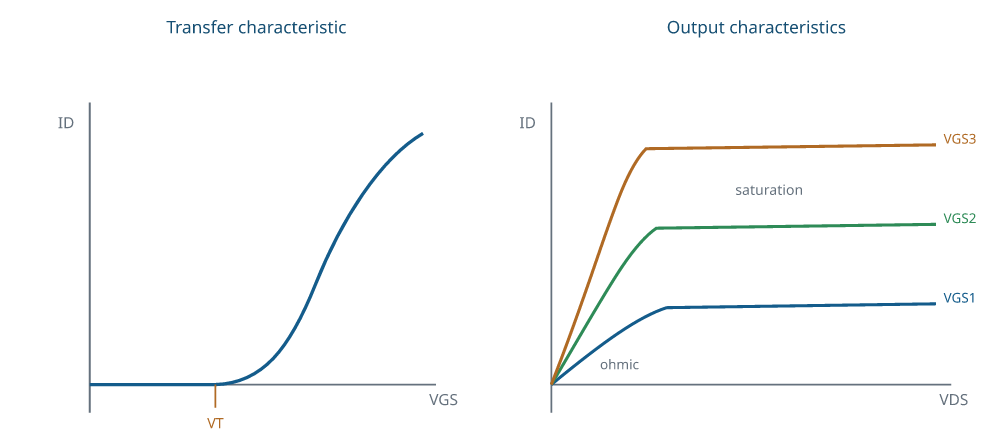 Transfer characteristic
ID
VGS
VT
Output characteristics
ID
VGS3
saturation
VGS2
VGS1
ohmic
VDS